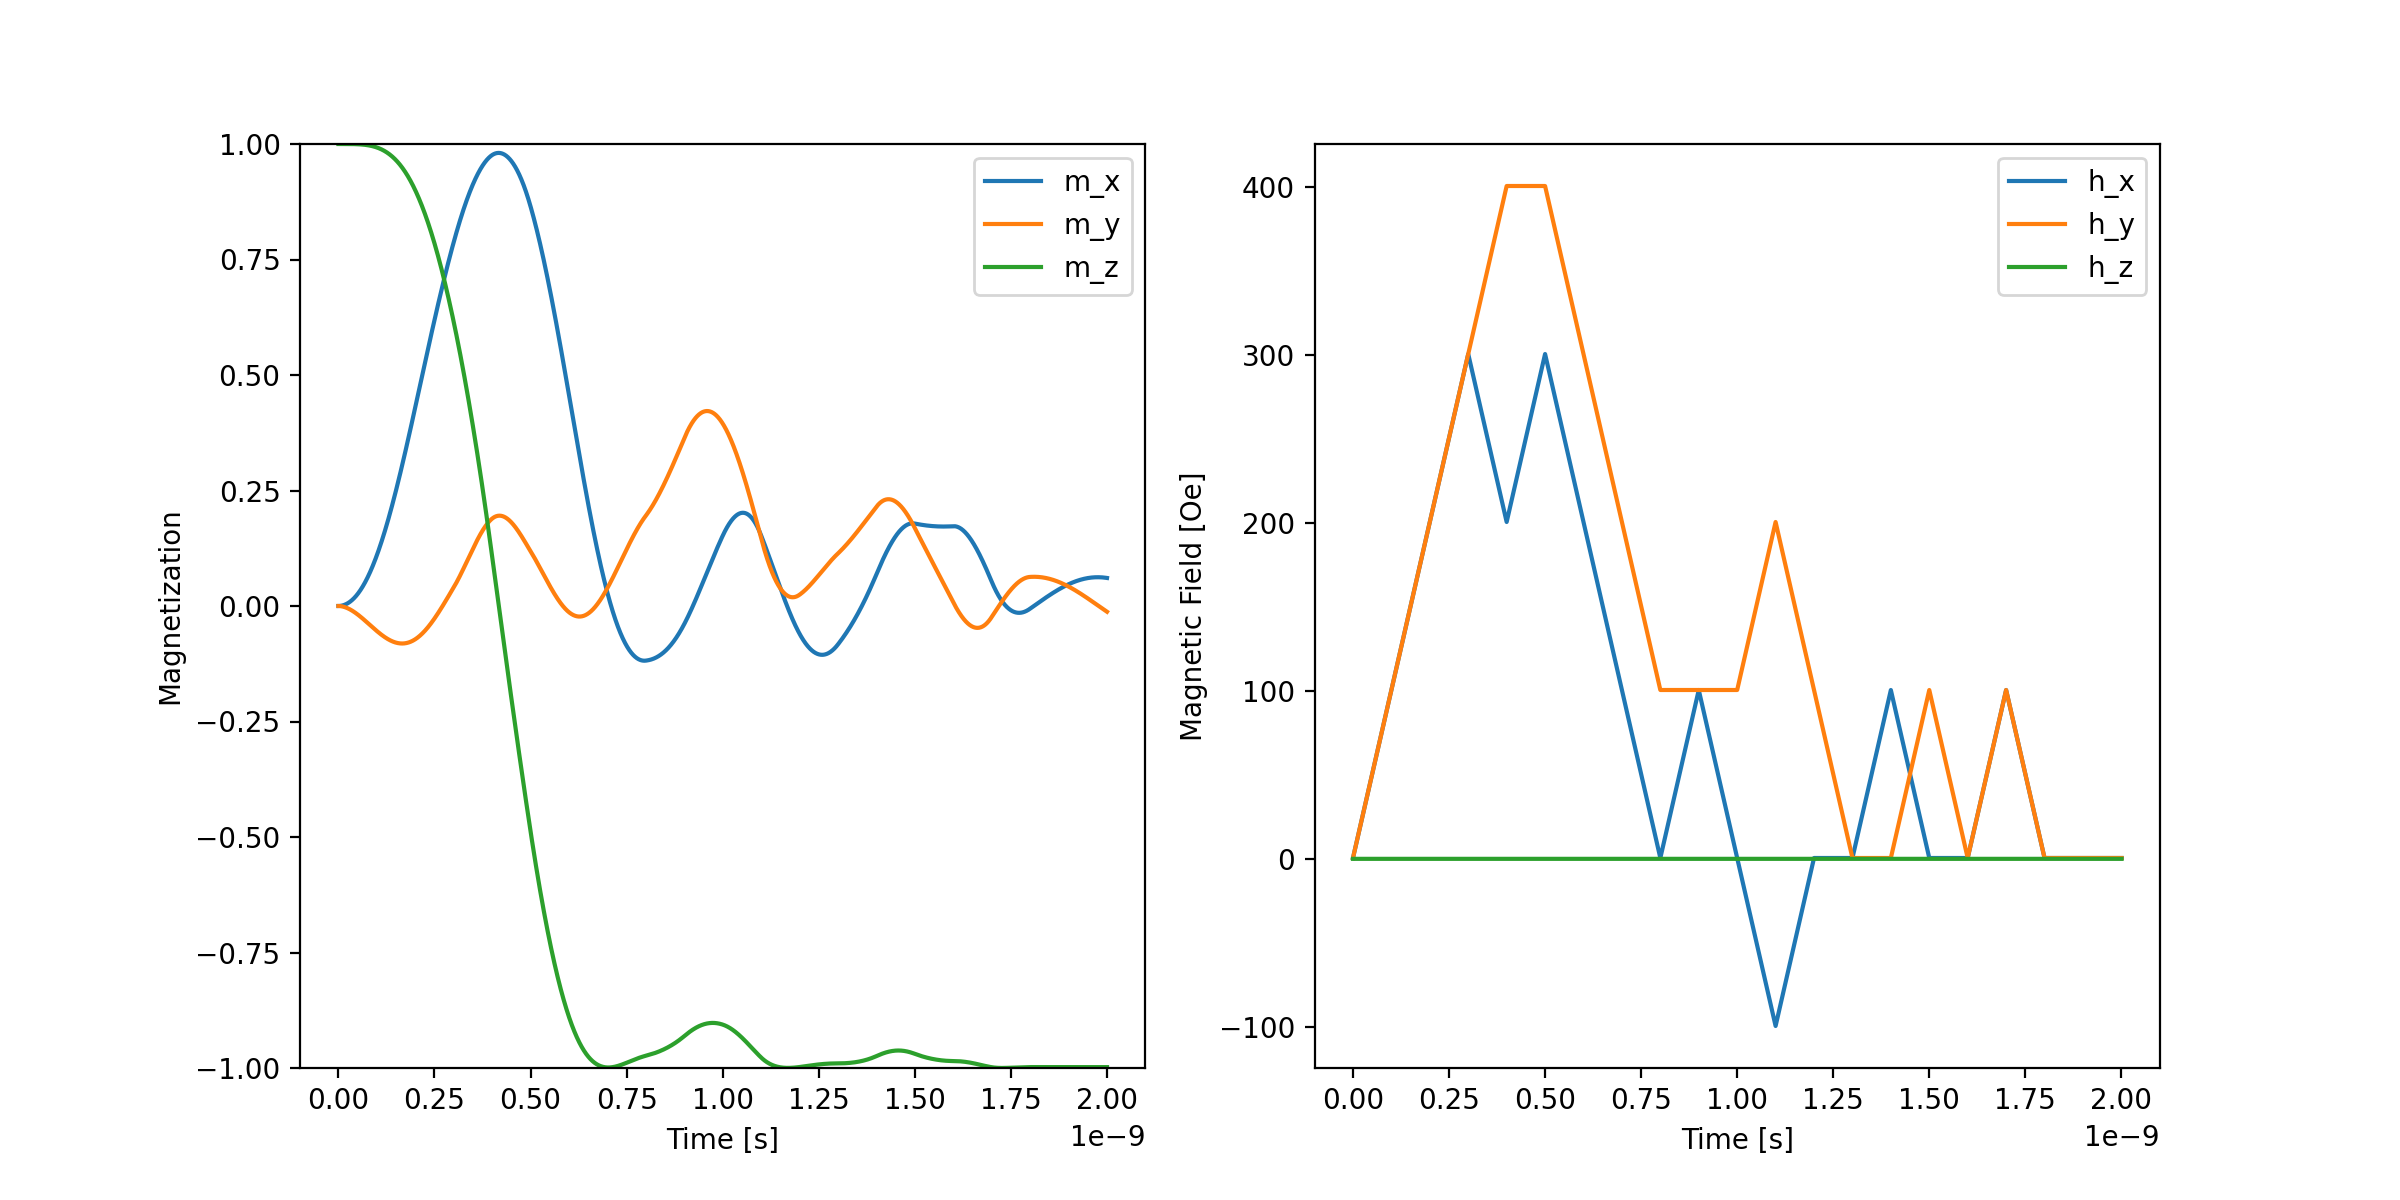 1.00
0.75
0.50
0.25
0.00
−0.25
−0.50
−0.75
−1.00
Magnetization
m_x
m_y
m_z
0.00 0.25 0.50 0.75 1.00 1.25 1.50 1.75 2.00
Time [s]
1e−9
400
300
200
100
0
−100
Magnetic Field [Oe]
h_x
h_y
h_z
0.00 0.25 0.50 0.75 1.00 1.25 1.50 1.75 2.00
Time [s]
1e−9